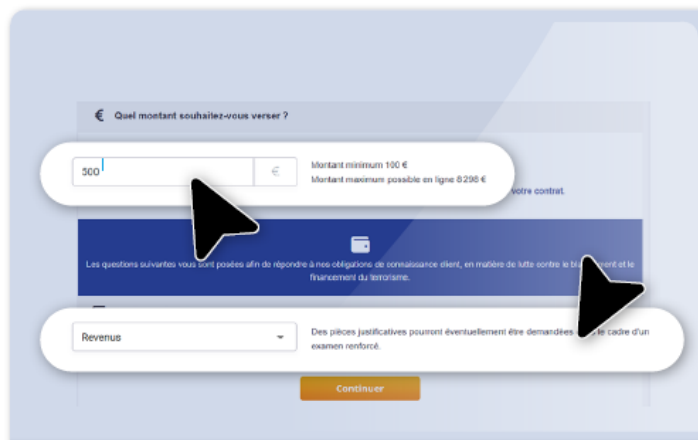 € Quel montant souhaitez-vous verser ?
500 €
Montant minimum 100 €
Montant maximum possible en ligne 8 298 €
votre contrat.
Les questions suivantes vous sont posées afin de répondre à nos obligations de connaissance client, en matière de lutte contre le et le
financement du terrorisme.
Revenus
Des pièces justificatives pourront éventuellement être demandées le cadre d'un
examen renforcé.
Continuer